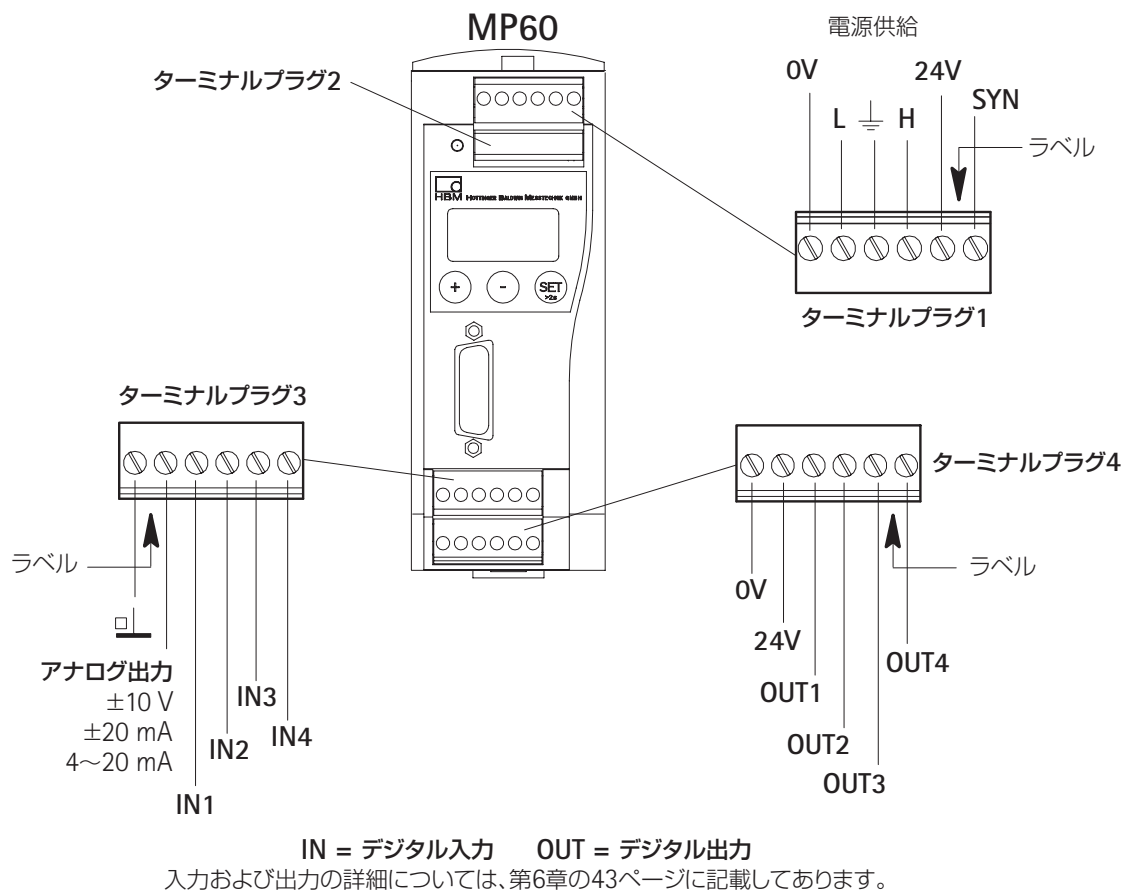 MP60
電源供給
ターミナルプラグ2
0V
24V
SYN
L
H
ラベル
HBM HOTTINGER BALDWIN MESSTECHNIK GMBH
+
-
SET
>2s
ターミナルプラグ1
ターミナルプラグ3
ターミナルプラグ4
ラベル
ラベル
0V
24V
OUT1
OUT2
OUT3
OUT4
アナログ出力
±10 V
±20 mA
4～20 mA
IN1
IN2
IN3
IN4
IN = デジタル入力 OUT = デジタル出力
入力および出力の詳細については、第6章の43ページに記載してあります。